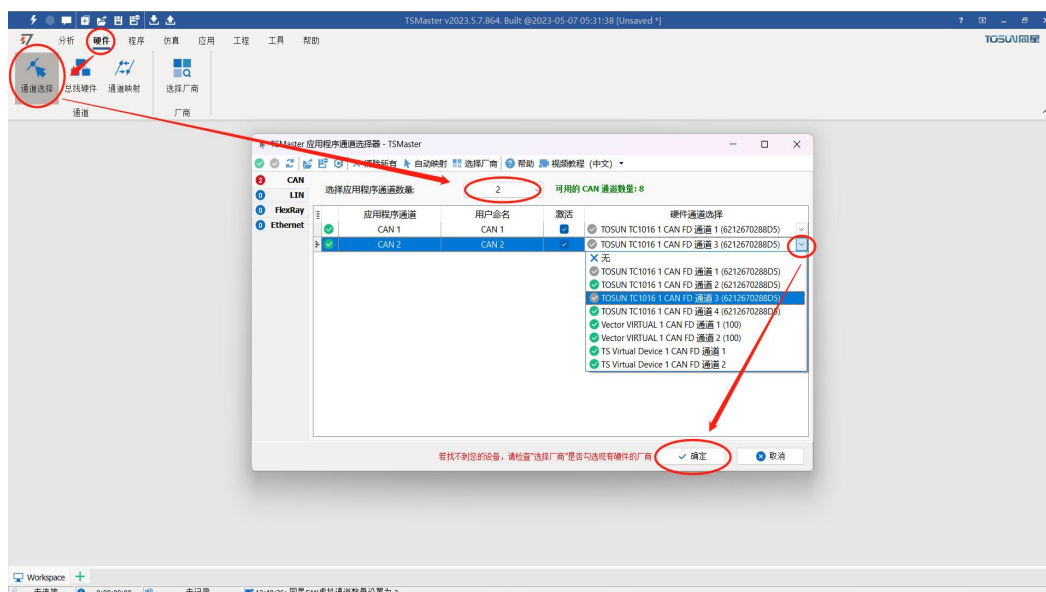 TSMaster v2023.5.7.864. Built @2023-05-07 05:31:38 [Unsaved *]
分析 硬件 程序 仿真 应用 工程 工具 帮助
TOSUN同星
通道选择 总线硬件 通道映射 选择厂商
通道 厂商
TSMaster 应用程序通道选择器 - TSMaster
清除所有 自动映射 选择厂商 帮助 视频教程 (中文)
2 CAN
0 LIN
0 FlexRay
0 Ethernet
选择应用程序通道数量: 2 可用的 CAN 通道数量: 8
应用程序通道 用户命名 激活 硬件通道选择
CAN 1 CAN 1 TOSUN TC1016 1 CAN FD 通道 1 (6212670288D5)
CAN 2 CAN 2 TOSUN TC1016 1 CAN FD 通道 3 (6212670288D5)
无
TOSUN TC1016 1 CAN FD 通道 1 (6212670288D5)
TOSUN TC1016 1 CAN FD 通道 2 (6212670288D5)
TOSUN TC1016 1 CAN FD 通道 3 (6212670288D5)
TOSUN TC1016 1 CAN FD 通道 4 (6212670288D5)
Vector VIRTUAL 1 CAN FD 通道 1 (100)
Vector VIRTUAL 1 CAN FD 通道 2 (100)
TS Virtual Device 1 CAN FD 通道 1
TS Virtual Device 1 CAN FD 通道 2
若找不到您的设备，请检查"选择厂商"是否勾选现有硬件的厂商 确定 取消
Workspace